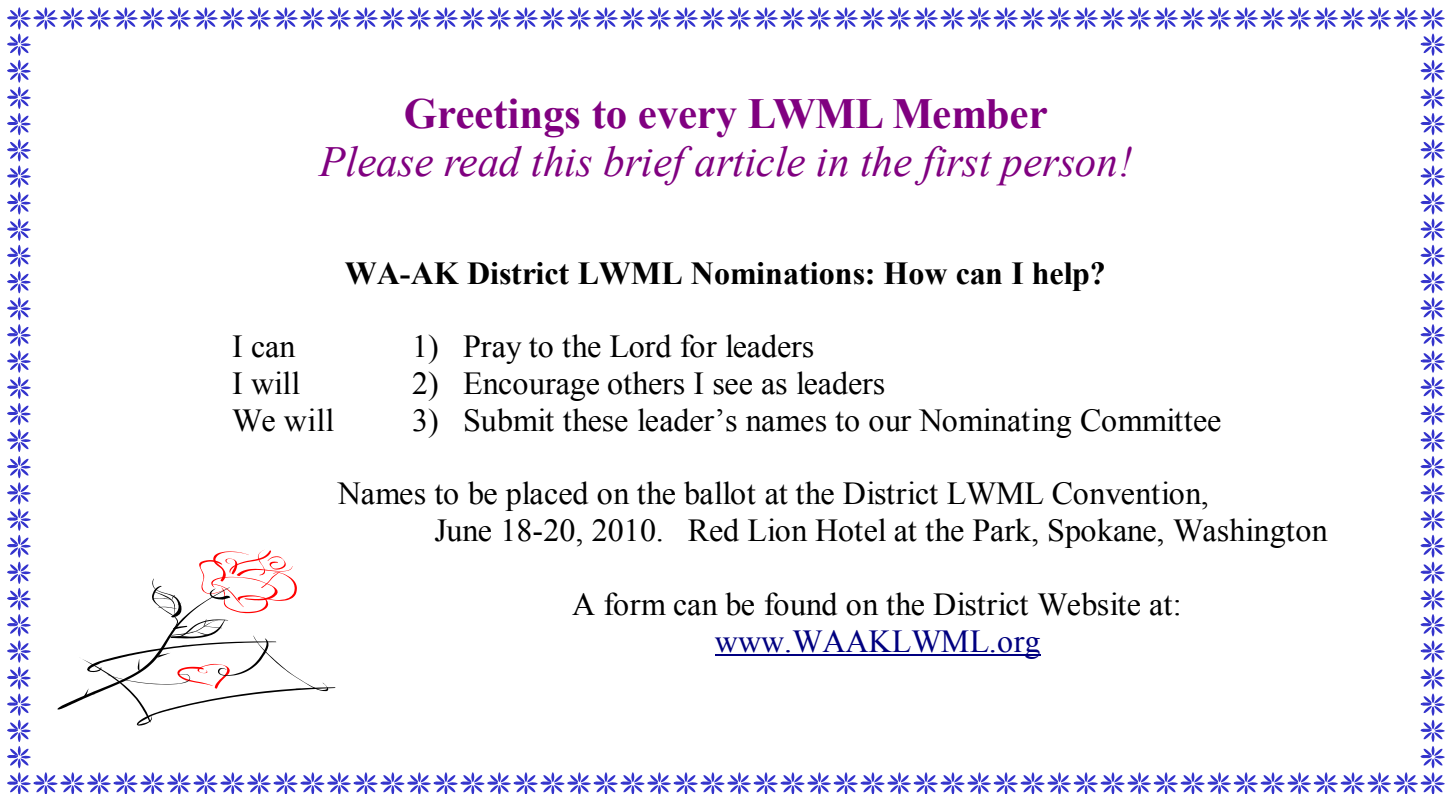 Greetings to every LWML Member
Please read this brief article in the first person!
WA-AK District LWML Nominations: How can I help?
I can 1) Pray to the Lord for leaders
I will 2) Encourage others I see as leaders
We will 3) Submit these leader's names to our Nominating Committee
Names to be placed on the ballot at the District LWML Convention,
June 18-20, 2010. Red Lion Hotel at the Park, Spokane, Washington
A form can be found on the District Website at:
www.WAAKLWML.org